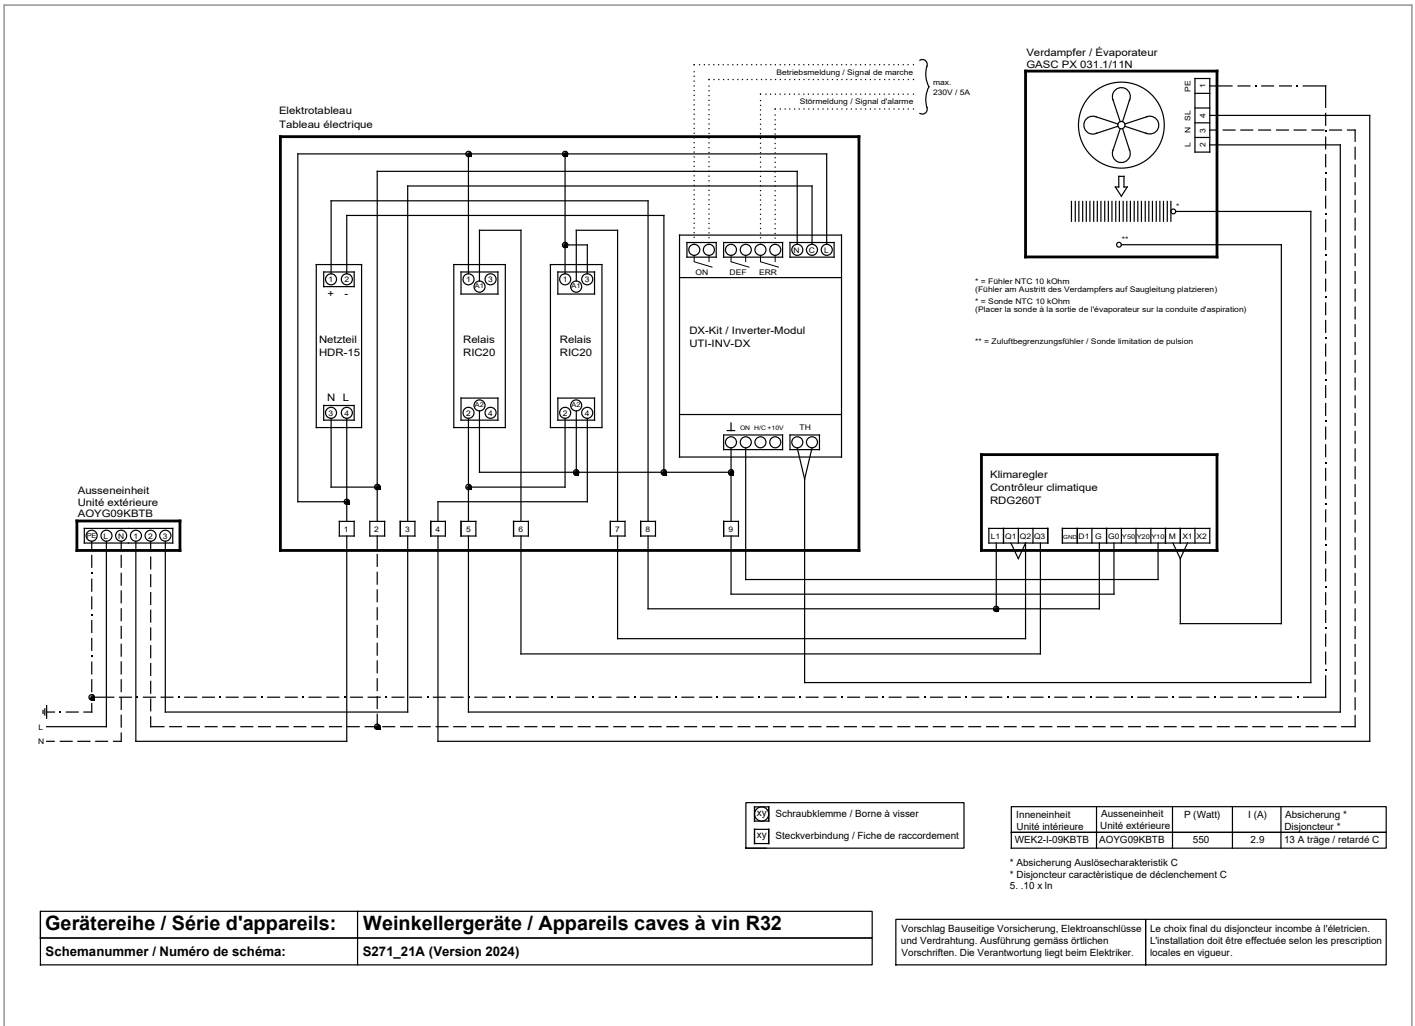 Verdampfer / Évaporateur
GASC PX 031.1/11N
PE
1
SL
4
N
3
L
2
*
**
Betriebsmeldung / Signal de marche
Störmeldung / Signal d'alarme
max.
230V / 5A
Elektrotableau
Tableau électrique
1 2
+ -
Netzteil
HDR-15
N L
3 4
1 A1 3
Relais
RIC20
2 A2 4
1 A1 3
Relais
RIC20
2 A2 4
N C L
ON DEF ERR
DX-Kit / Inverter-Modul
UTI-INV-DX
⊥ ON H/C +10V TH
* = Fühler NTC 10 kOhm
(Fühler am Austritt des Verdampfers auf Saugleitung platzieren)
* = Sonde NTC 10 kOhm
(Placer la sonde à la sortie de l'évaporateur sur la conduite d'aspiration)
** = Zuluftbegrenzungsfühler / Sonde limitation de pulsion
Klimaregler
Contrôleur climatique
RDG260T
L1 Q1 Q2 Q3 GND D1 G G0 Y50 Y20 Y10 M X1 X2
Ausseneinheit
Unité extérieure
AOYG09KBTB
PE L N 1 2 3
1 2 3 4 5 6 7 8 9
L
N
xy Schraubklemme / Borne à visser
xy Steckverbindung / Fiche de raccordement
Inneneinheit
Unité intérieure
Ausseneinheit
Unité extérieure
P (Watt)
I (A)
Absicherung *
Disjoncteur *
WEK2-I-09KBTB AOYG09KBTB 550 2.9 13 A träge / retardé C
* Absicherung Auslösecharakteristik C
* Disjoncteur caractèristique de déclenchement C
5. .10 x In
Gerätereihe / Série d'appareils: Weinkellergeräte / Appareils caves à vin R32
Schemanummer / Numéro de schéma: S271_21A (Version 2024)
Vorschlag Bauseitige Vorsicherung, Elektroanschlüsse
und Verdrahtung. Ausführung gemäss örtlichen
Vorschriften. Die Verantwortung liegt beim Elektriker.
Le choix final du disjoncteur incombe à l'életricien.
L'installation doit être effectuée selon les prescription
locales en vigueur.